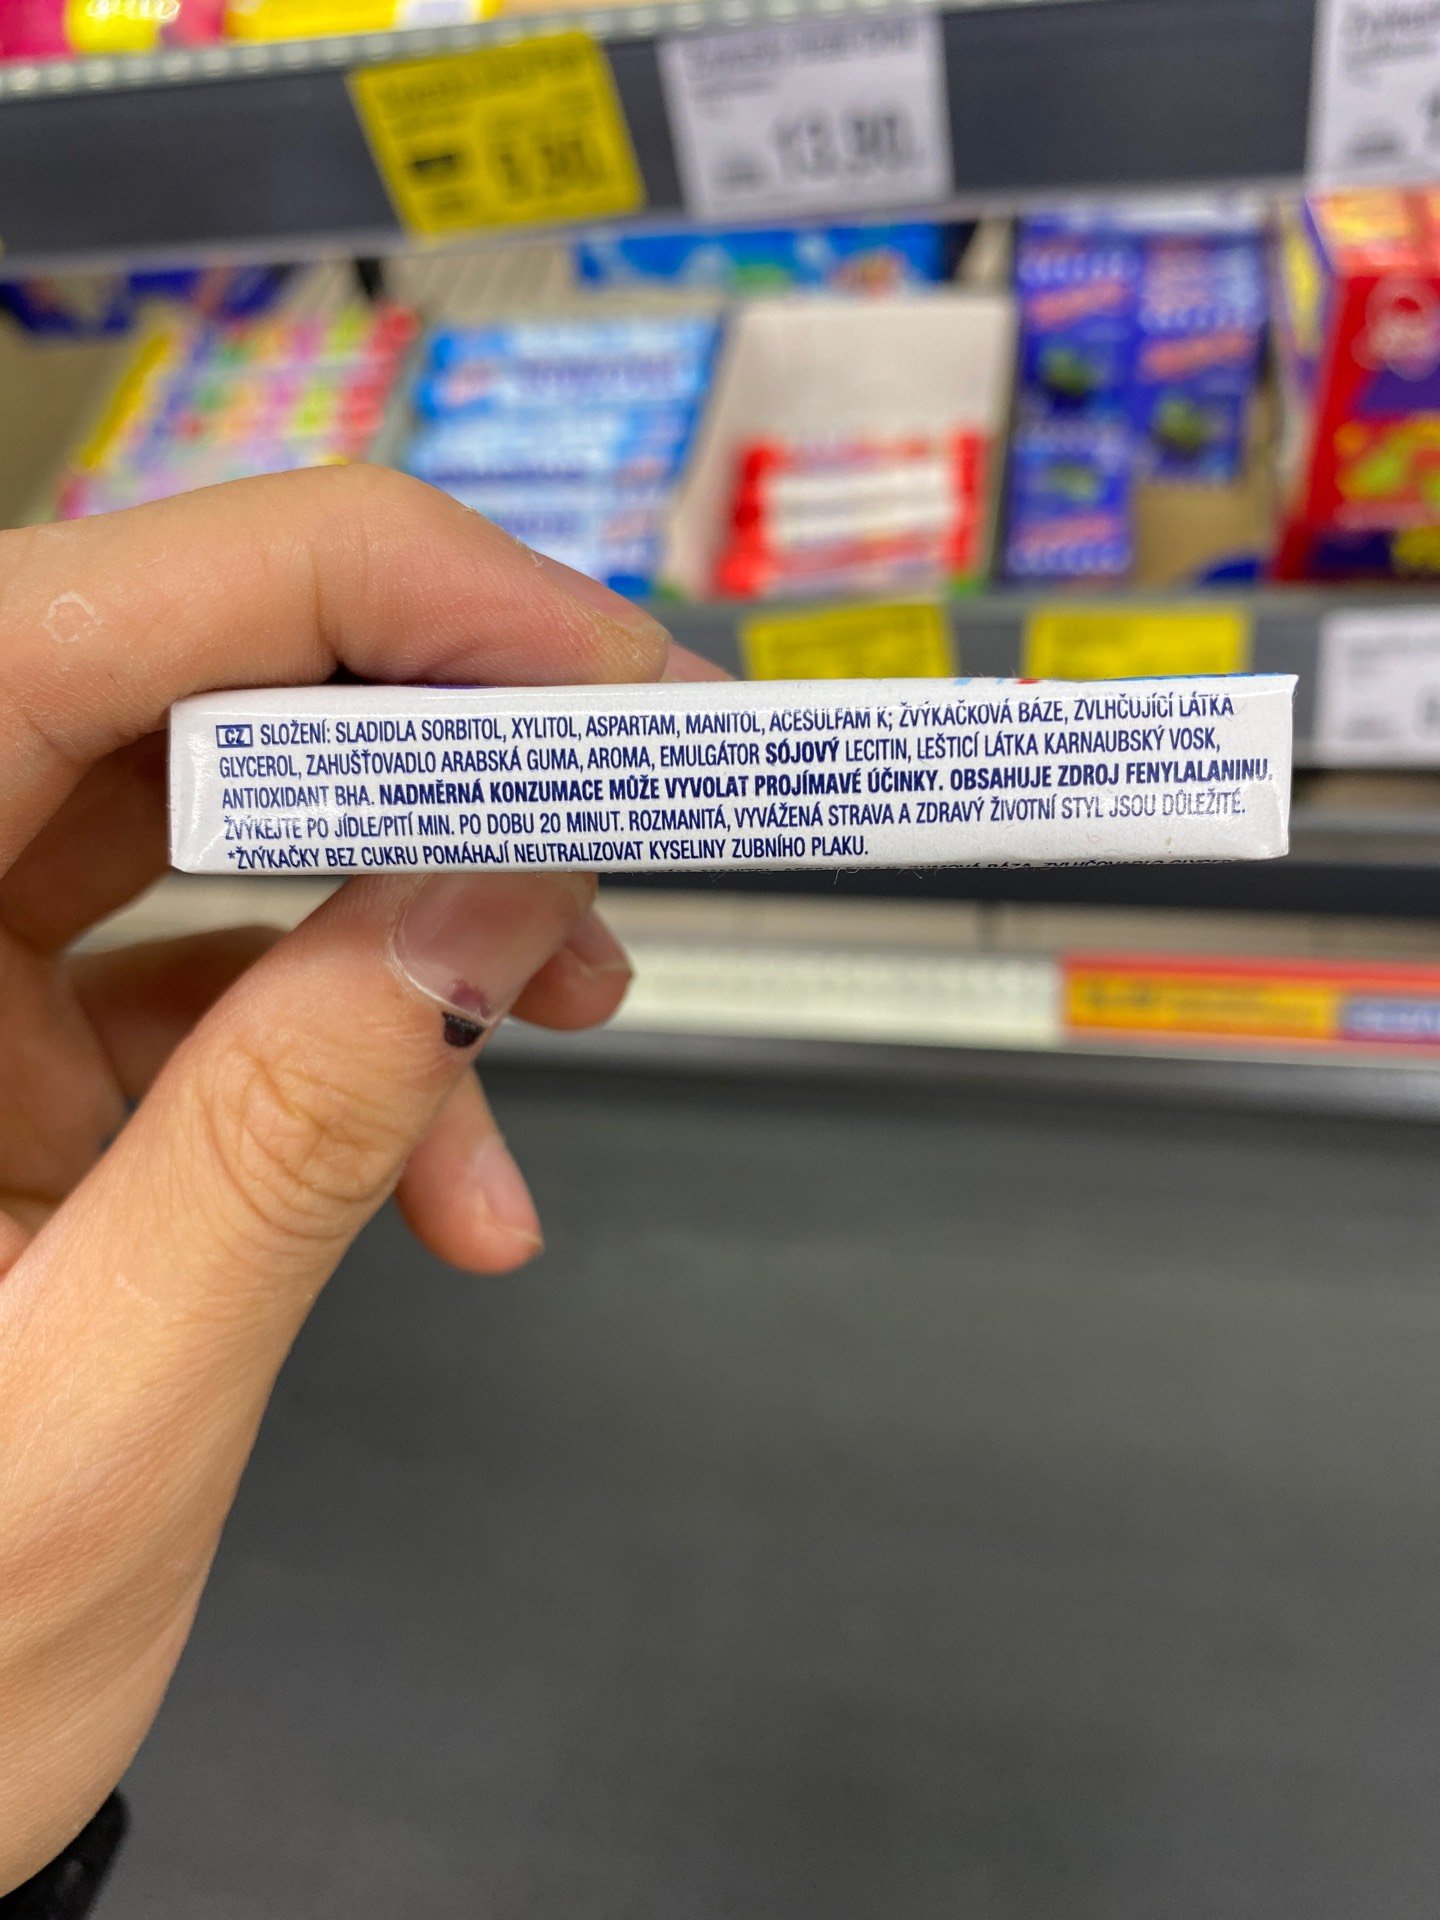 13.90
CZ SLOŽENÍ: SLADIDLA SORBITOL, XYLITOL, ASPARTAM, MANITOL, ACESULFAM K; ŽVÝKAČKOVÁ BÁZE, ZVLHČUJÍCÍ LÁTKA
GLYCEROL, ZAHUŠŤOVADLO ARABSKÁ GUMA, AROMA, EMULGÁTOR SÓJOVÝ LECITIN, LEŠTICÍ LÁTKA KARNAUBSKÝ VOSK,
ANTIOXIDANT BHA. NADMĚRNÁ KONZUMACE MŮŽE VYVOLAT PROJÍMAVÉ ÚČINKY. OBSAHUJE ZDROJ FENYLALANINU.
ŽVÝKEJTE PO JÍDLE/PITÍ MIN. PO DOBU 20 MINUT. ROZMANITÁ, VYVÁŽENÁ STRAVA A ZDRAVÝ ŽIVOTNÍ STYL JSOU DŮLEŽITÉ.
*ŽVÝKAČKY BEZ CUKRU POMÁHAJÍ NEUTRALIZOVAT KYSELINY ZUBNÍHO PLAKU.